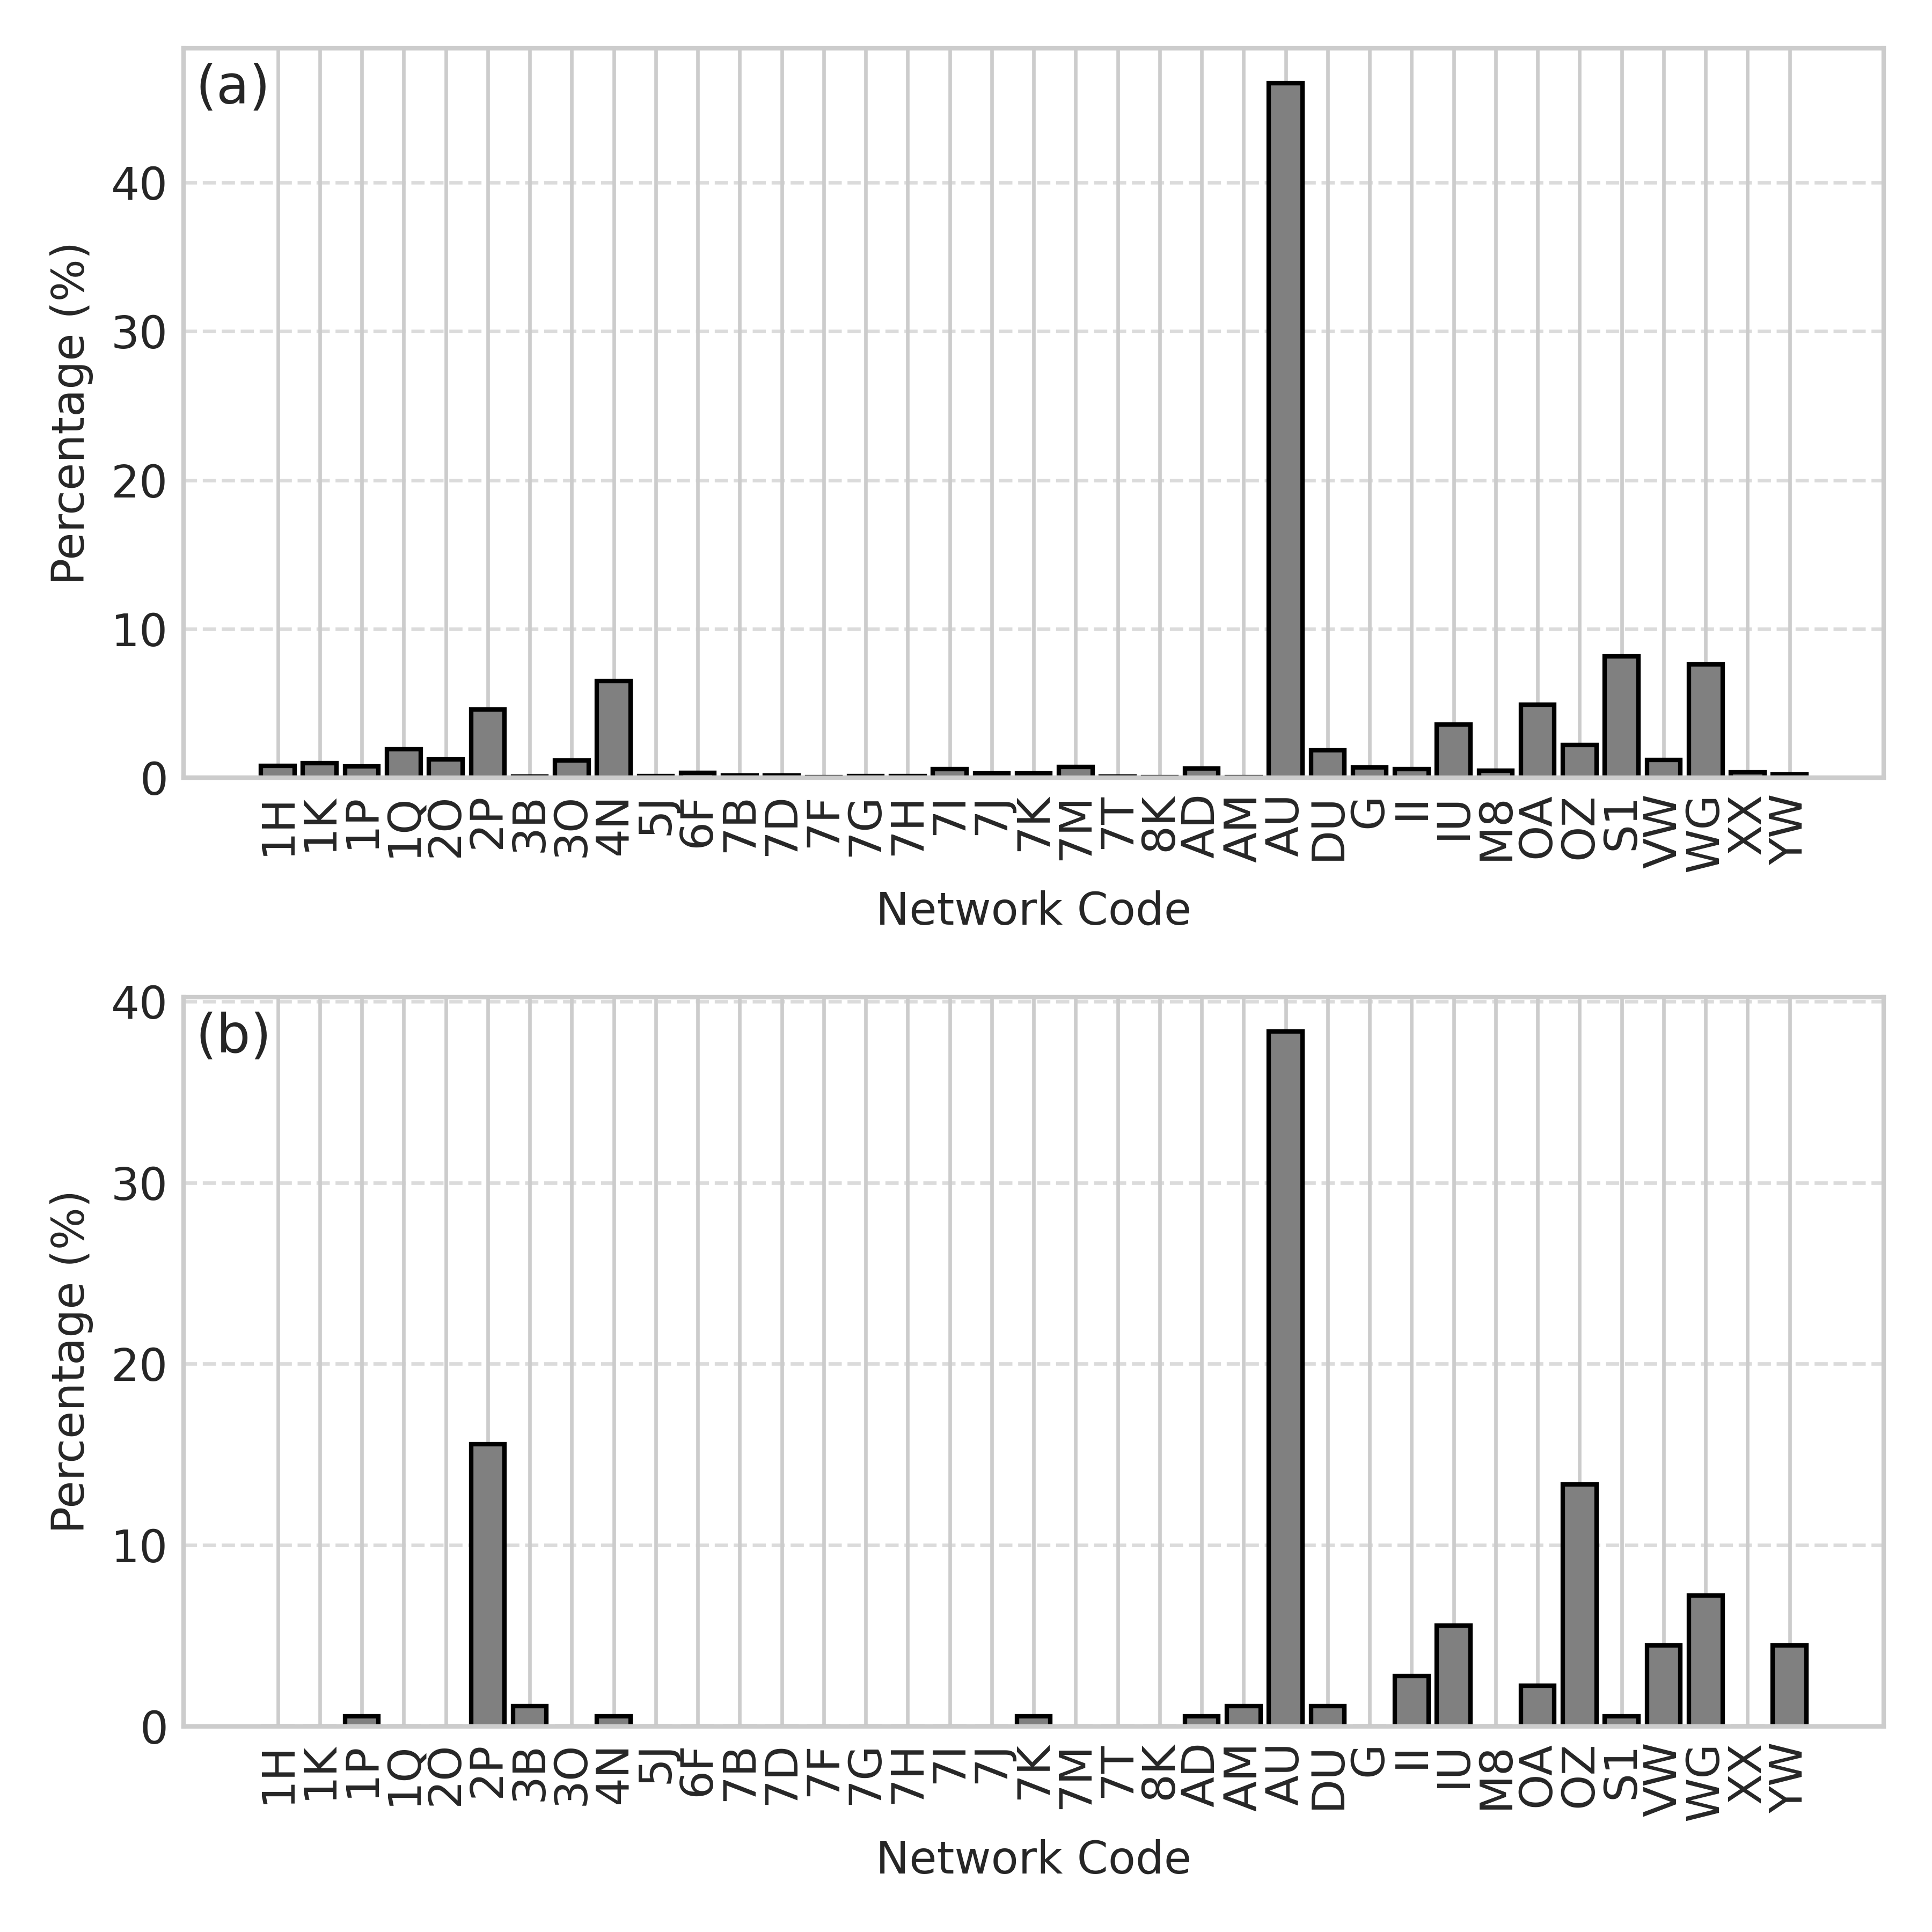 (a)
Percentage (%)
40
30
20
10
0
1H 1K 1P 1Q 2O 2P 3B 3O 4N 5J 6F 7B 7D 7F 7G 7H 7I 7J 7K 7M 7T 8K AD AM AU DU G II IU M8 OA OZ S1 VW WG XX YW
Network Code
(b)
Percentage (%)
40
30
20
10
0
1H 1K 1P 1Q 2O 2P 3B 3O 4N 5J 6F 7B 7D 7F 7G 7H 7I 7J 7K 7M 7T 8K AD AM AU DU G II IU M8 OA OZ S1 VW WG XX YW
Network Code